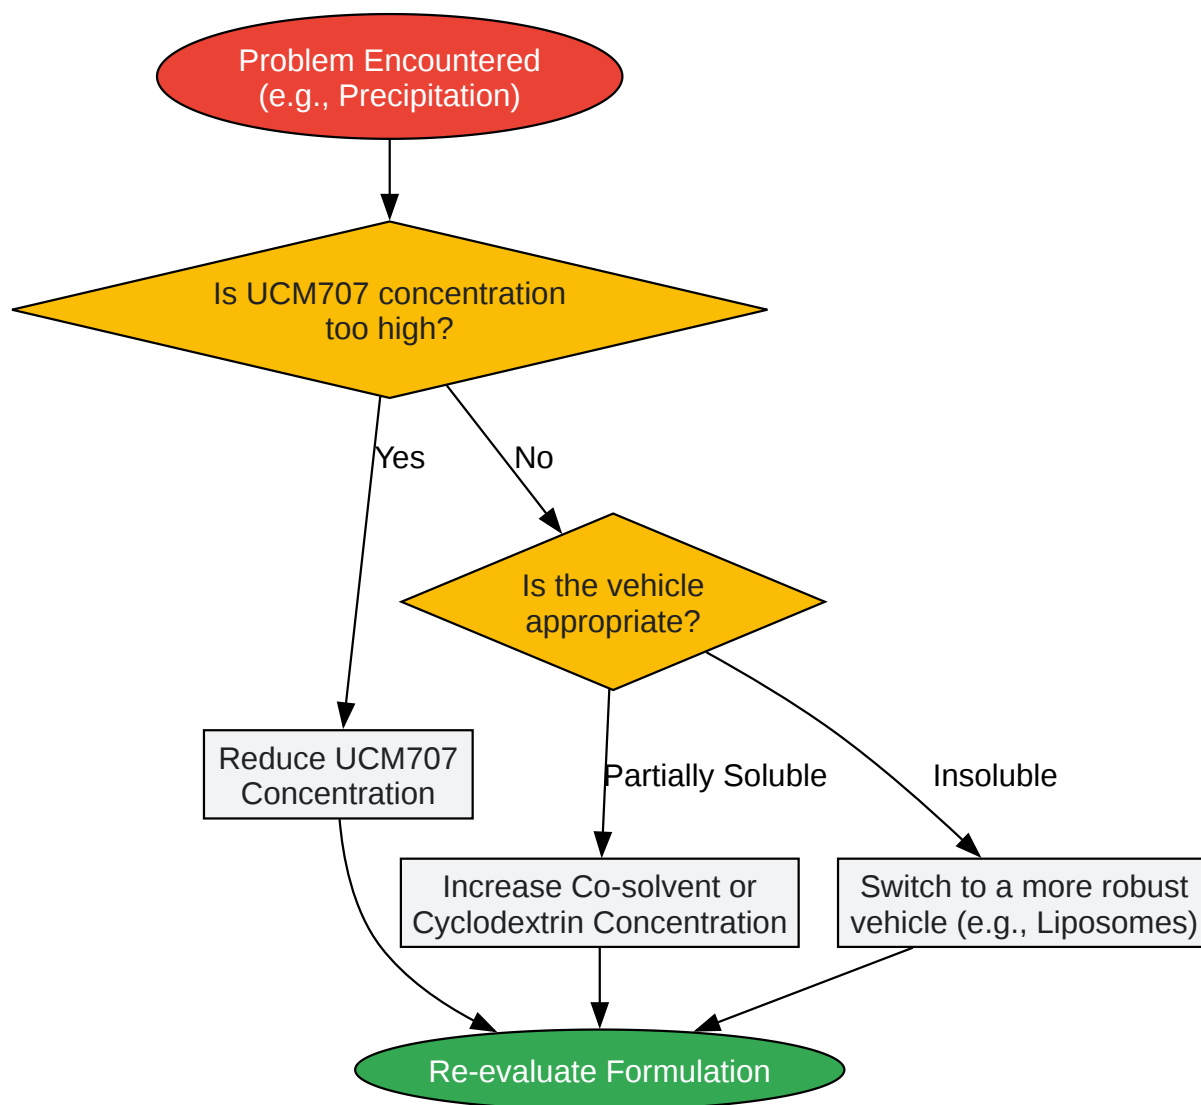 Problem Encountered
(e.g., Precipitation)
Is UCM707 concentration
too high?
Yes
No
Is the vehicle
appropriate?
Reduce UCM707
Concentration
Partially Soluble
Insoluble
Increase Co-solvent or
Cyclodextrin Concentration
Switch to a more robust
vehicle (e.g., Liposomes)
Re-evaluate Formulation